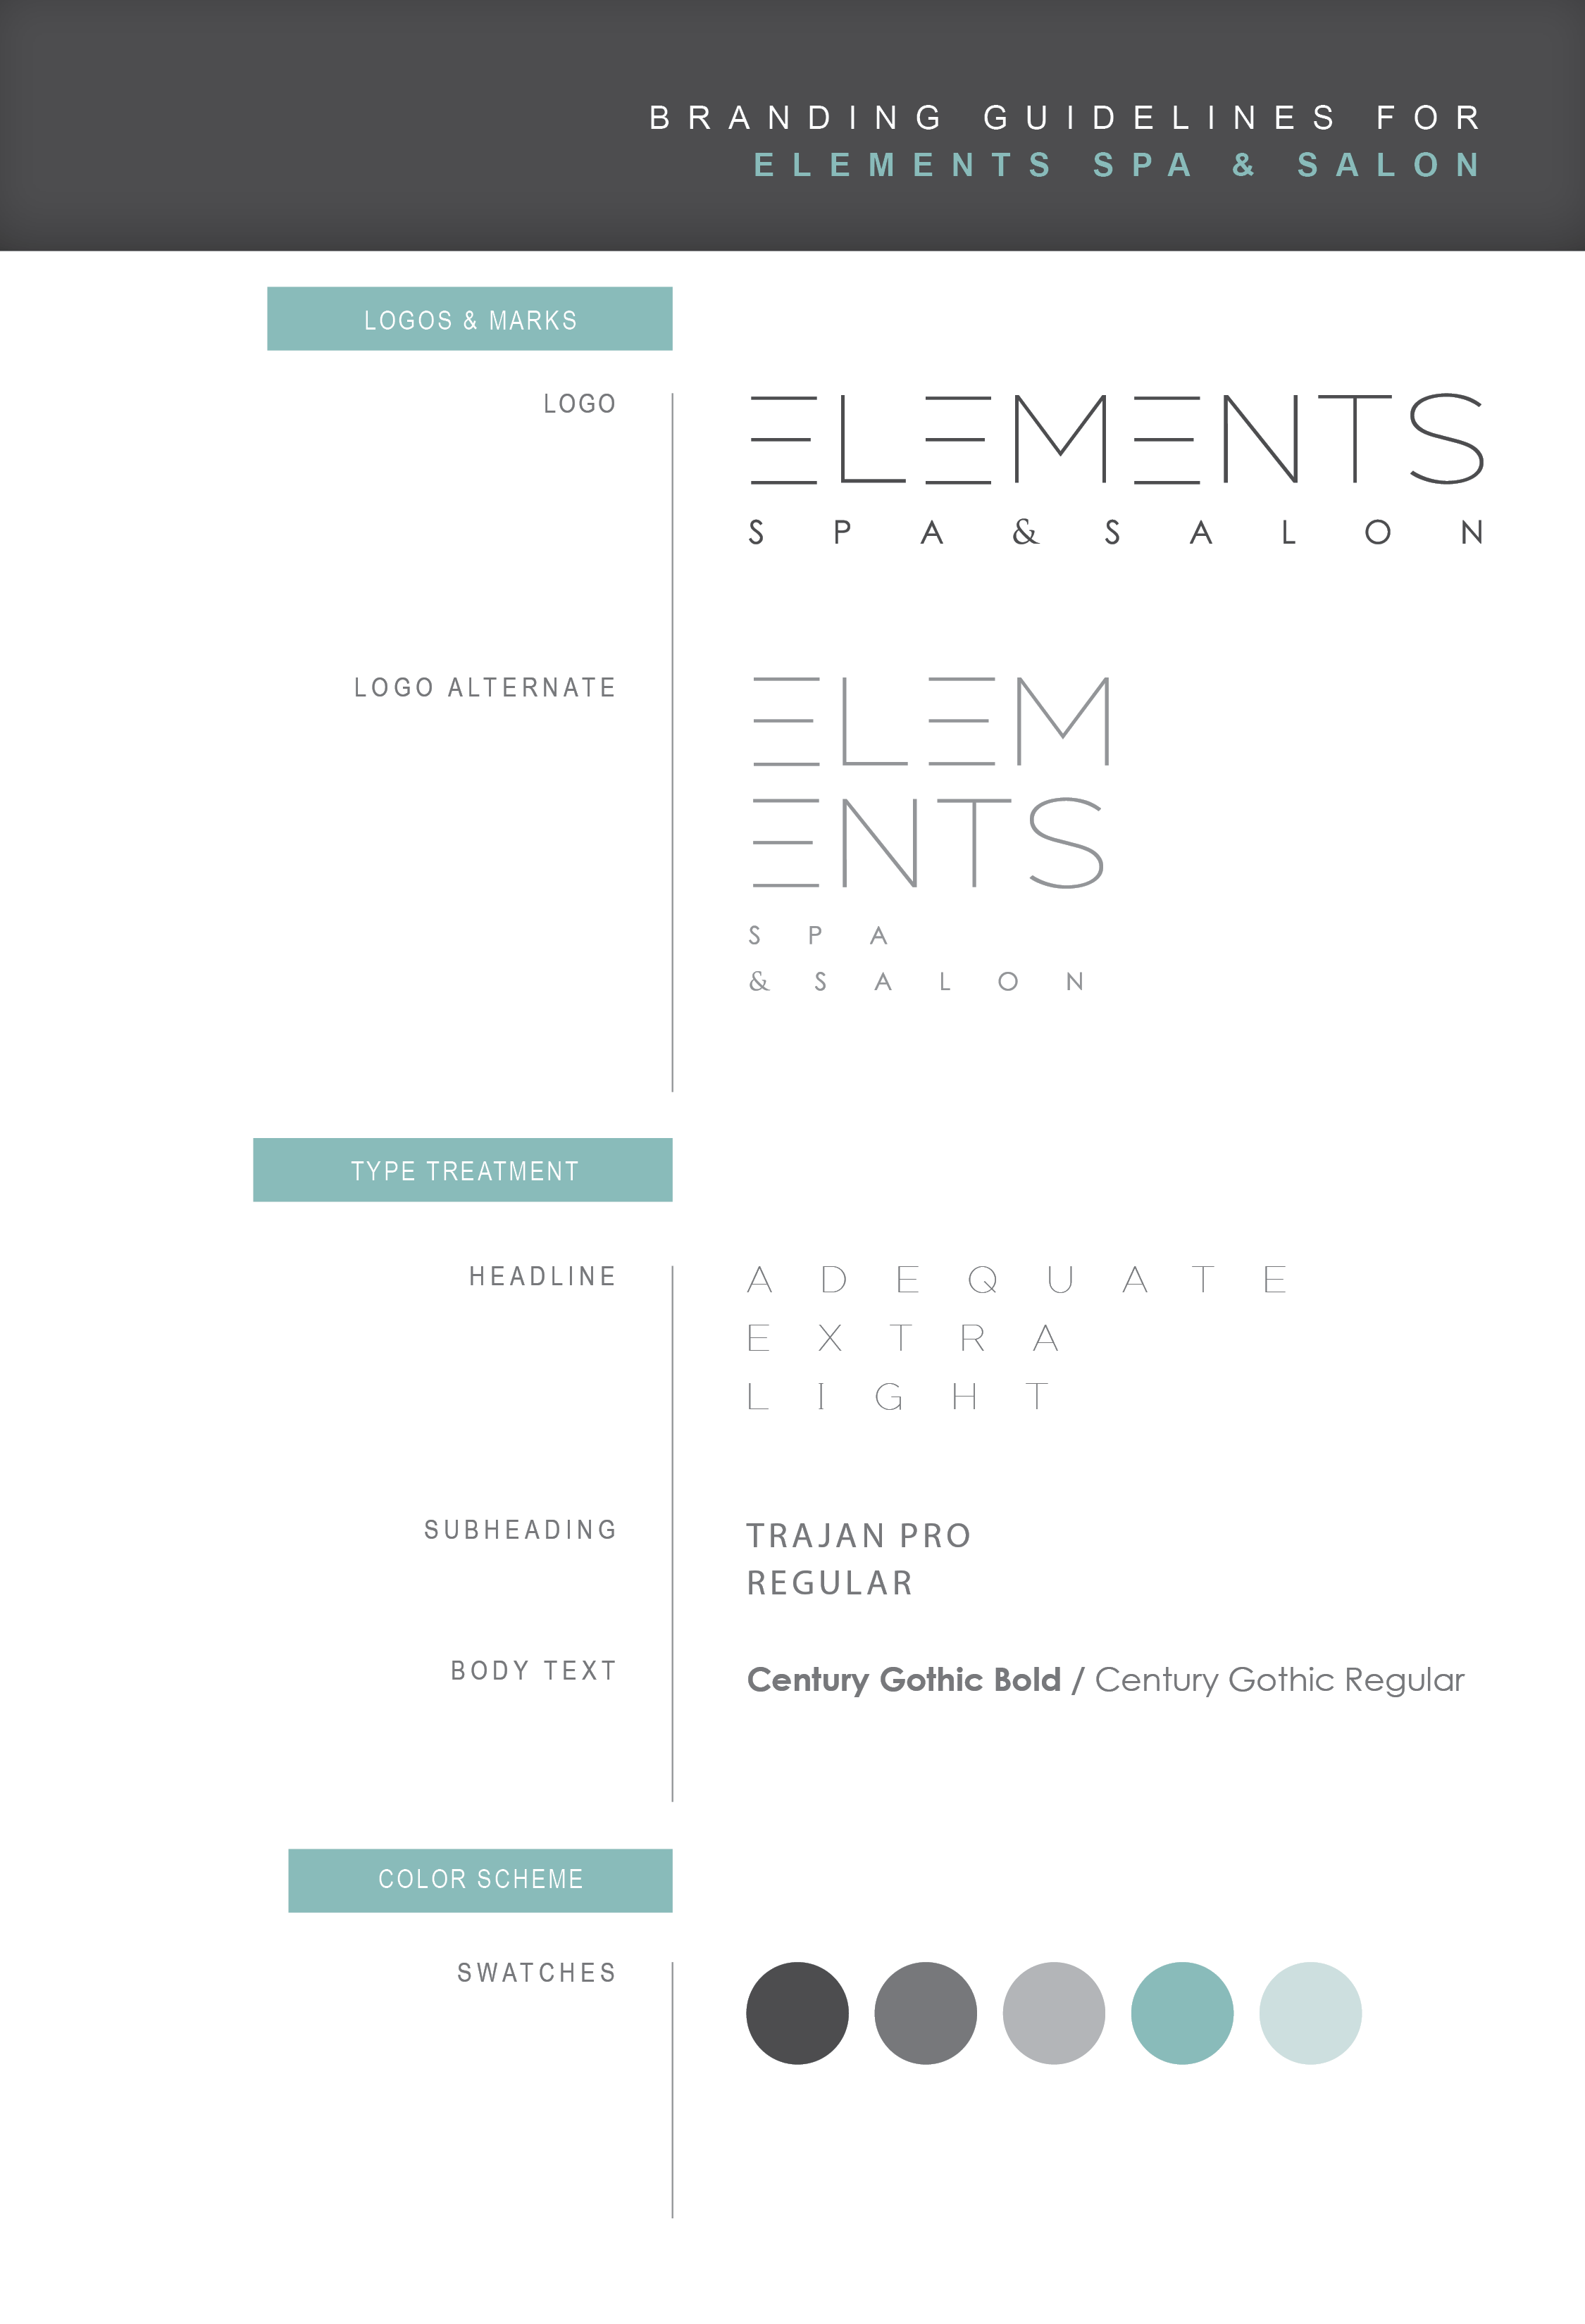 BRANDING GUIDELINES FOR
ELEMENTS SPA & SALON
LOGOS & MARKS
LOGO
ELEMENTS
SPA & SALON
LOGO ALTERNATE
ELEM
ENTS
SPA
& SALON
TYPE TREATMENT
HEADLINE
ADEQUATE
EXTRA
LIGHT
SUBHEADING
TRAJAN PRO
REGULAR
BODY TEXT
Century Gothic Bold / Century Gothic Regular
COLOR SCHEME
SWATCHES